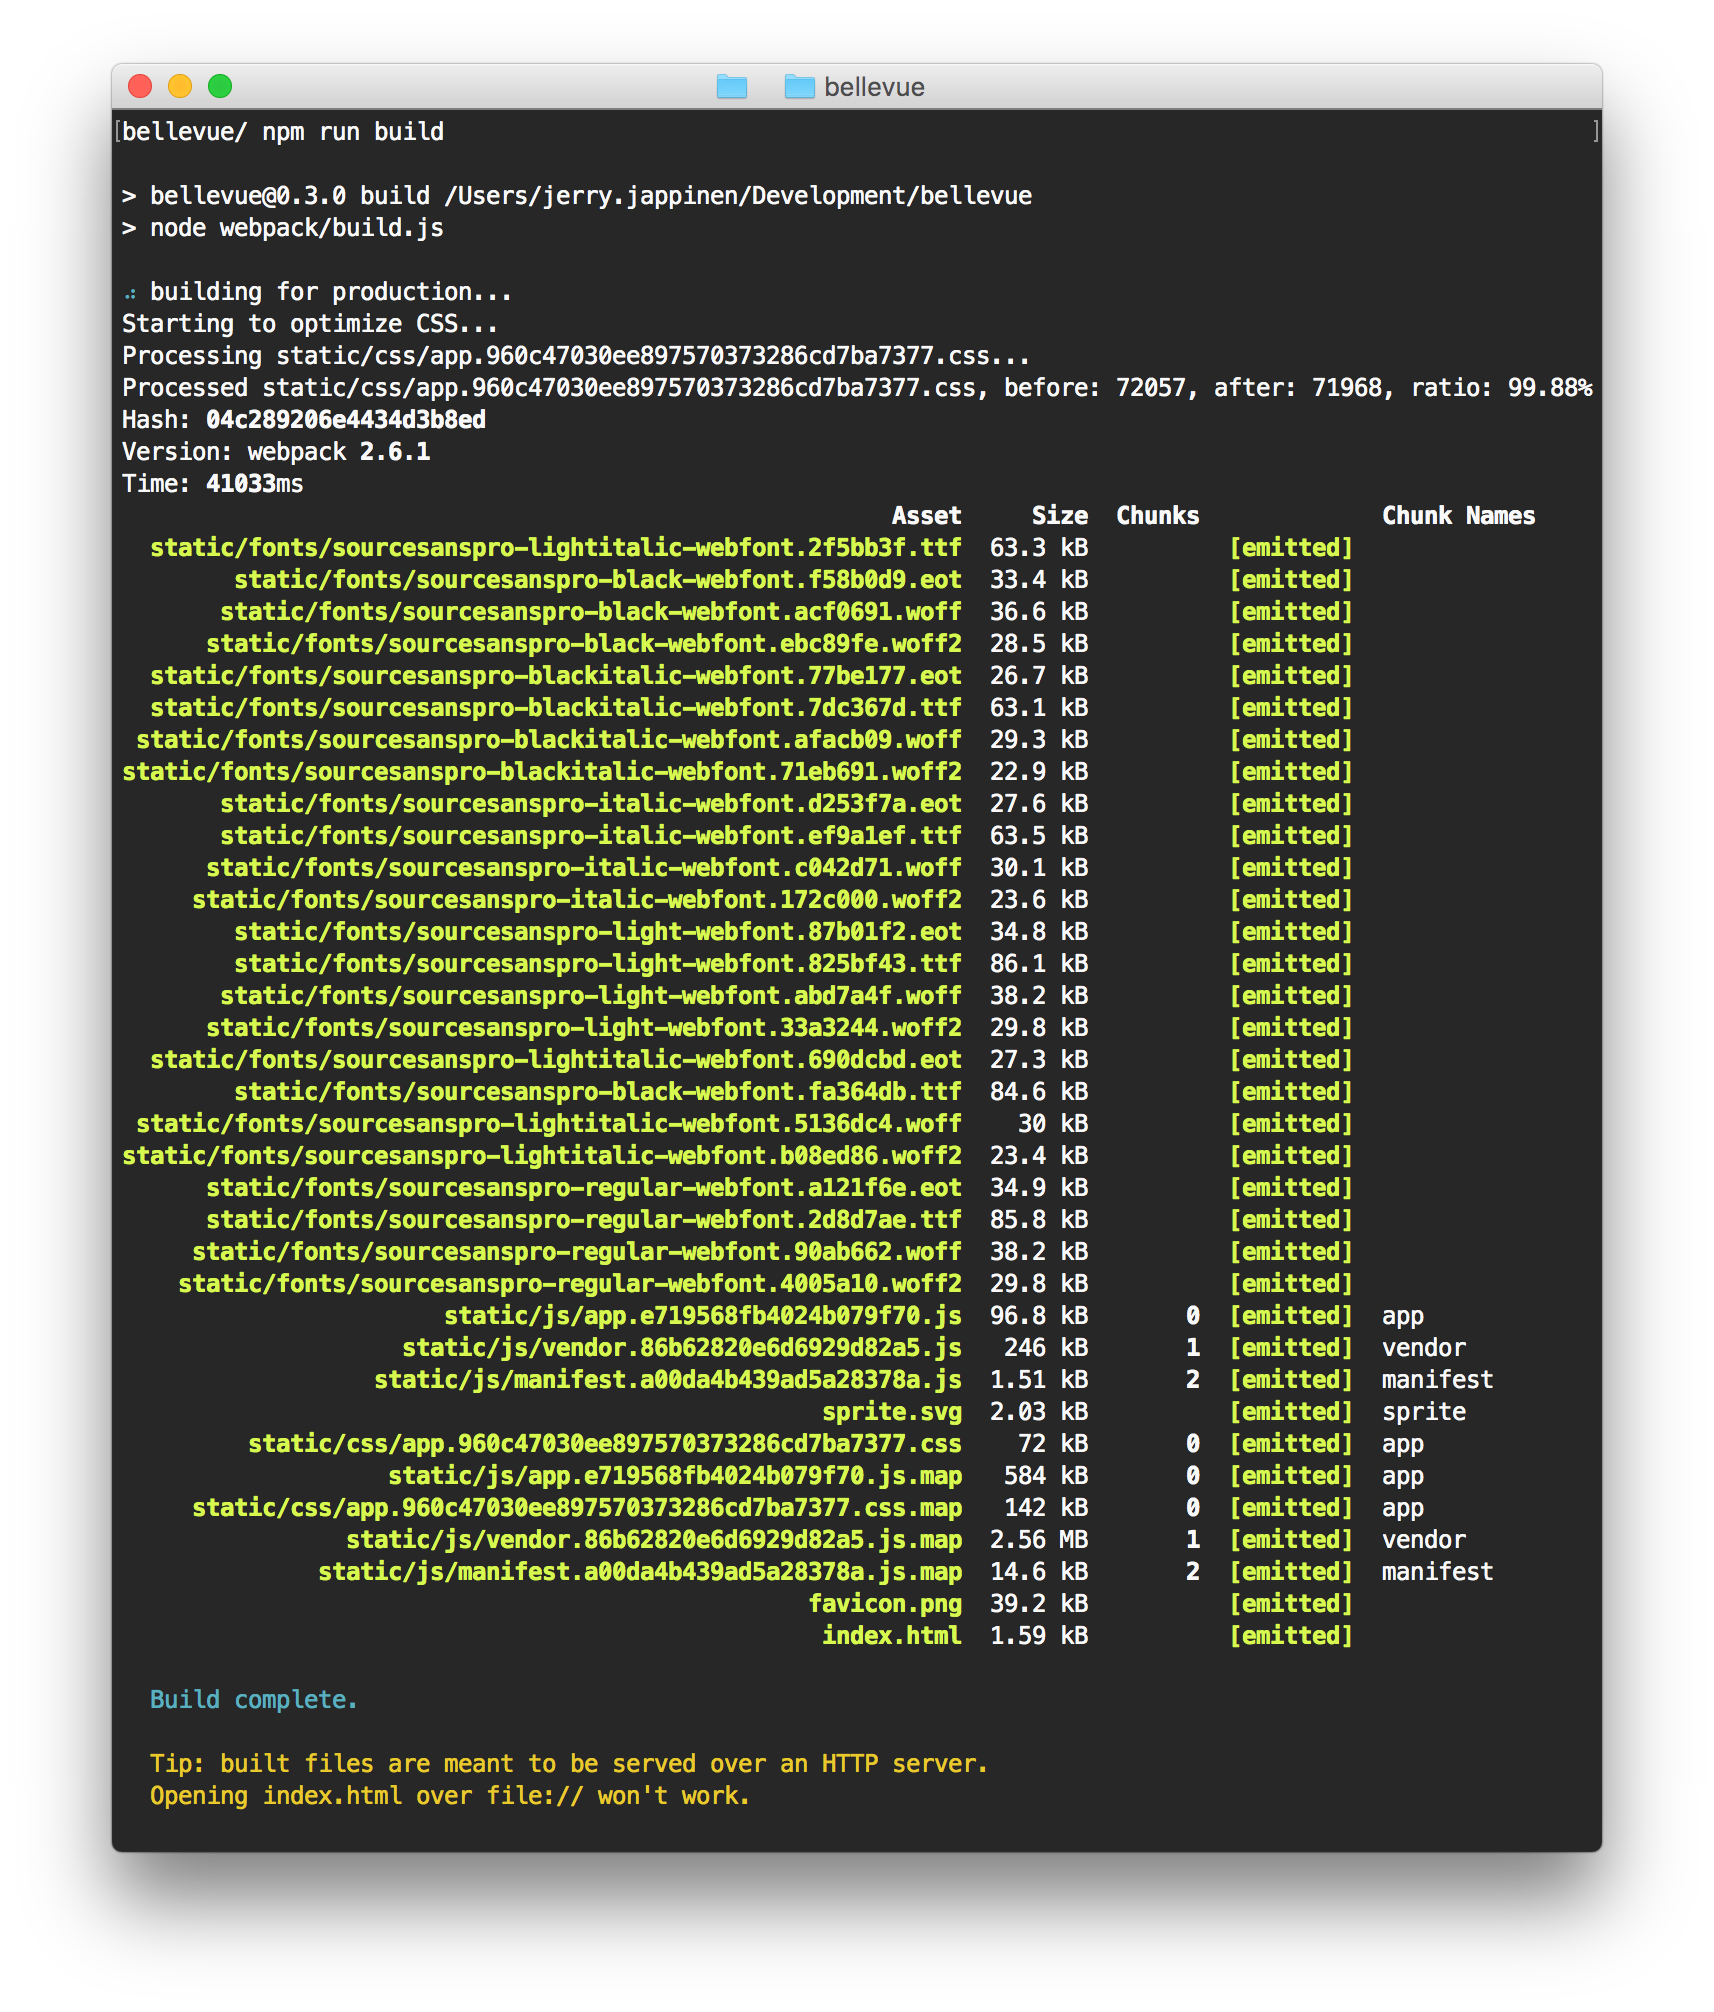 bellevue
[bellevue/ npm run build ]
> bellevue@0.3.0 build /Users/jerry.jappinen/Development/bellevue
> node webpack/build.js
⠴ building for production...
Starting to optimize CSS...
Processing static/css/app.960c47030ee897570373286cd7ba7377.css...
Processed static/css/app.960c47030ee897570373286cd7ba7377.css, before: 72057, after: 71968, ratio: 99.88%
Hash: 04c289206e4434d3b8ed
Version: webpack 2.6.1
Time: 41033ms
Asset Size Chunks Chunk Names
static/fonts/sourcesanspro-lightitalic-webfont.2f5bb3f.ttf 63.3 kB [emitted]
static/fonts/sourcesanspro-black-webfont.f58b0d9.eot 33.4 kB [emitted]
static/fonts/sourcesanspro-black-webfont.acf0691.woff 36.6 kB [emitted]
static/fonts/sourcesanspro-black-webfont.ebc89fe.woff2 28.5 kB [emitted]
static/fonts/sourcesanspro-blackitalic-webfont.77be177.eot 26.7 kB [emitted]
static/fonts/sourcesanspro-blackitalic-webfont.7dc367d.ttf 63.1 kB [emitted]
static/fonts/sourcesanspro-blackitalic-webfont.afacb09.woff 29.3 kB [emitted]
static/fonts/sourcesanspro-blackitalic-webfont.71eb691.woff2 22.9 kB [emitted]
static/fonts/sourcesanspro-italic-webfont.d253f7a.eot 27.6 kB [emitted]
static/fonts/sourcesanspro-italic-webfont.ef9a1ef.ttf 63.5 kB [emitted]
static/fonts/sourcesanspro-italic-webfont.c042d71.woff 30.1 kB [emitted]
static/fonts/sourcesanspro-italic-webfont.172c000.woff2 23.6 kB [emitted]
static/fonts/sourcesanspro-light-webfont.87b01f2.eot 34.8 kB [emitted]
static/fonts/sourcesanspro-light-webfont.825bf43.ttf 86.1 kB [emitted]
static/fonts/sourcesanspro-light-webfont.abd7a4f.woff 38.2 kB [emitted]
static/fonts/sourcesanspro-light-webfont.33a3244.woff2 29.8 kB [emitted]
static/fonts/sourcesanspro-lightitalic-webfont.690dcbd.eot 27.3 kB [emitted]
static/fonts/sourcesanspro-black-webfont.fa364db.ttf 84.6 kB [emitted]
static/fonts/sourcesanspro-lightitalic-webfont.5136dc4.woff 30 kB [emitted]
static/fonts/sourcesanspro-lightitalic-webfont.b08ed86.woff2 23.4 kB [emitted]
static/fonts/sourcesanspro-regular-webfont.a121f6e.eot 34.9 kB [emitted]
static/fonts/sourcesanspro-regular-webfont.2d8d7ae.ttf 85.8 kB [emitted]
static/fonts/sourcesanspro-regular-webfont.90ab662.woff 38.2 kB [emitted]
static/fonts/sourcesanspro-regular-webfont.4005a10.woff2 29.8 kB [emitted]
static/js/app.e719568fb4024b079f70.js 96.8 kB 0 [emitted] app
static/js/vendor.86b62820e6d6929d82a5.js 246 kB 1 [emitted] vendor
static/js/manifest.a00da4b439ad5a28378a.js 1.51 kB 2 [emitted] manifest
sprite.svg 2.03 kB [emitted] sprite
static/css/app.960c47030ee897570373286cd7ba7377.css 72 kB 0 [emitted] app
static/js/app.e719568fb4024b079f70.js.map 584 kB 0 [emitted] app
static/css/app.960c47030ee897570373286cd7ba7377.css.map 142 kB 0 [emitted] app
static/js/vendor.86b62820e6d6929d82a5.js.map 2.56 MB 1 [emitted] vendor
static/js/manifest.a00da4b439ad5a28378a.js.map 14.6 kB 2 [emitted] manifest
favicon.png 39.2 kB [emitted]
index.html 1.59 kB [emitted]
Build complete.
Tip: built files are meant to be served over an HTTP server.
Opening index.html over file:// won't work.